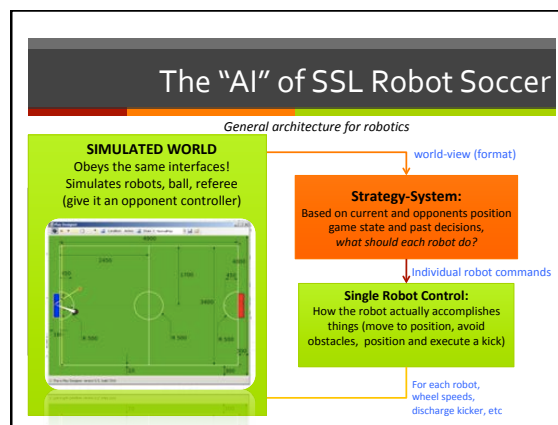 The “AI” of SSL Robot Soccer
General architecture for robotics
SIMULATED WORLD
Obeys the same interfaces!
Simulates robots, ball, referee
(give it an opponent controller)
world-view (format)
Strategy-System:
Based on current and opponents position
game state and past decisions,
what should each robot do?
Individual robot commands
Single Robot Control:
How the robot actually accomplishes
things (move to position, avoid
obstacles,  position and execute a kick)
For each robot,
wheel speeds,
discharge kicker, etc